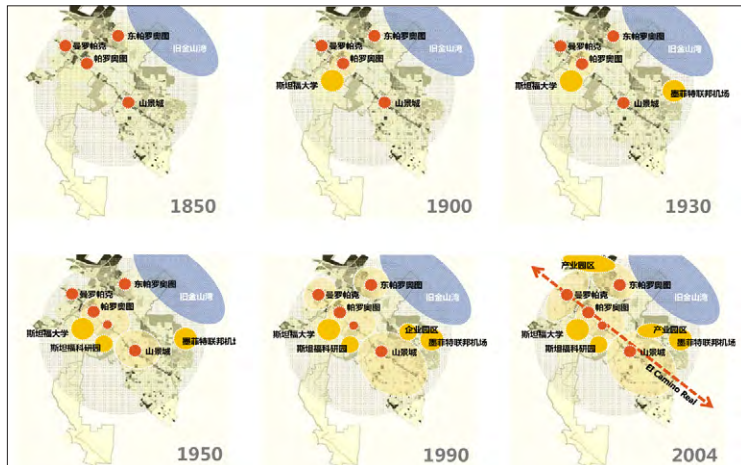 东帕罗奥图
曼罗帕克
旧金山湾
帕罗奥图
山景城
1850
东帕罗奥图
曼罗帕克
旧金山湾
帕罗奥图
斯坦福大学
山景城
1900
东帕罗奥图
曼罗帕克
旧金山湾
帕罗奥图
斯坦福大学
墨菲特联邦机场
山景城
1930
东帕罗奥图
曼罗帕克
旧金山湾
帕罗奥图
斯坦福大学
墨菲特联邦机场
斯坦福科研园
山景城
1950
东帕罗奥图
曼罗帕克
旧金山湾
帕罗奥图
斯坦福大学
企业园区
墨菲特联邦机场
斯坦福科研园
山景城
1990
产业园区
东帕罗奥图
曼罗帕克
旧金山湾
帕罗奥图
斯坦福大学
产业园区
墨菲特联邦机场
斯坦福科研园
山景城
El Camino Real
2004